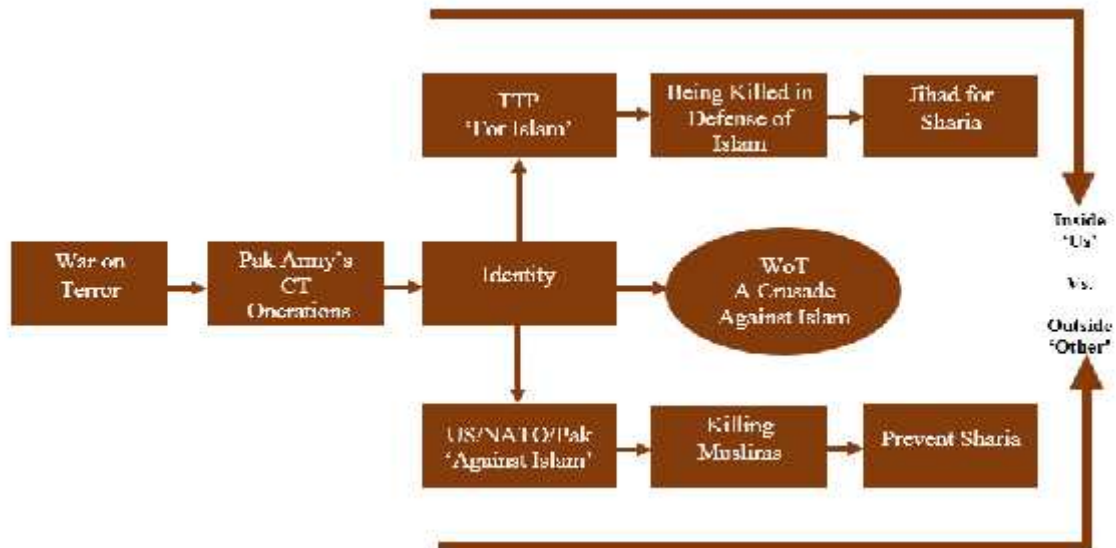 TTP
'For Islam'
Being Killed in
Defense of
Islam
Jihad for
Sharia
War on
Terror
Pak Army's
CT
Operations
Identity
WoT
A Crusade
Against Islam
Inside
'Us'
Vs.
Outside
'Other'
US/NATO/Pak
'Against Islam'
Killing
Muslims
Prevent Sharia